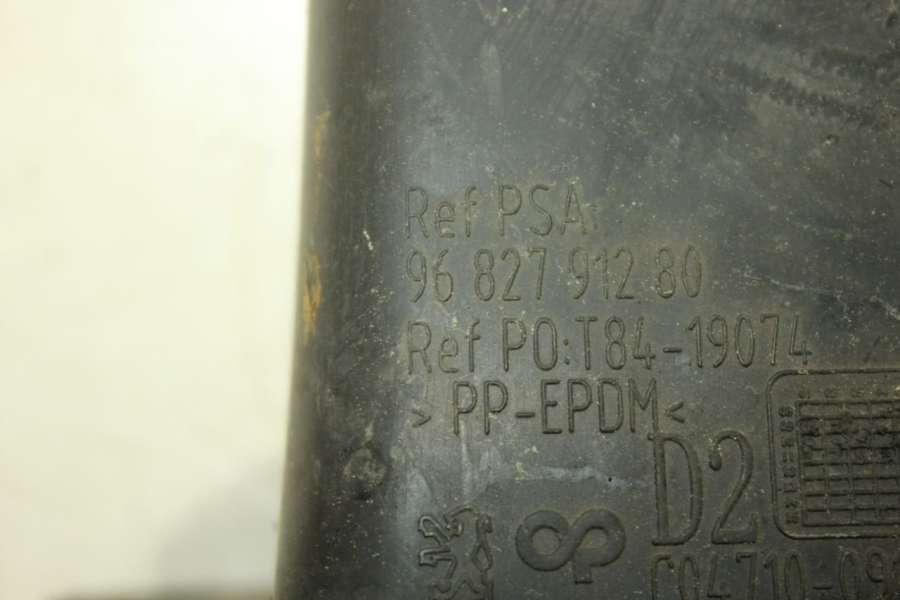 Ref PSA:
96 827 912 80
Ref PO:T84-19074
>PP-EPDM<
D2